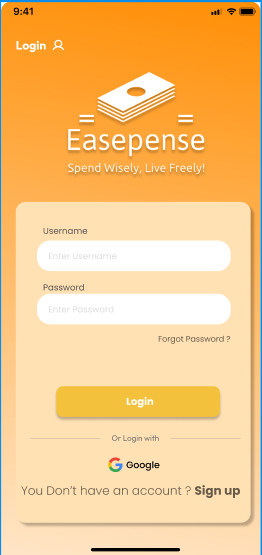 9:41
Login
Easepense
Spend Wisely, Live Freely!
Username
Enter Username
Password
Enter Password
Forgot Password ?
Login
Or Login with
Google
You Don't have an account ? Sign up